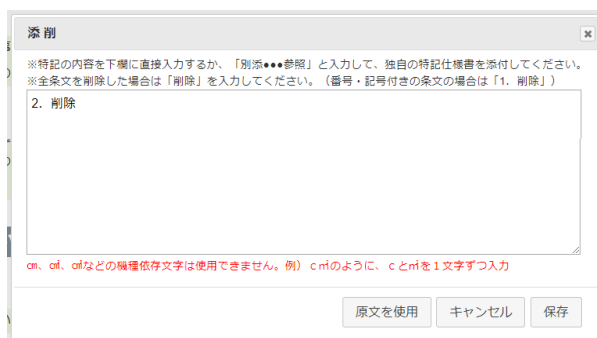 添削
※特記の内容を下欄に直接入力するか、「別添●●●参照」と入力して、独自の特記仕様書を添付してください。
※全条文を削除した場合は「削除」を入力してください。（番号・記号付きの条文の場合は「1．削除」）
2．削除
㎝、㎠、㎤などの機種依存文字は使用できません。例）ｃ㎡のように、ｃと㎡を１文字ずつ入力
原文を使用
キャンセル
保存